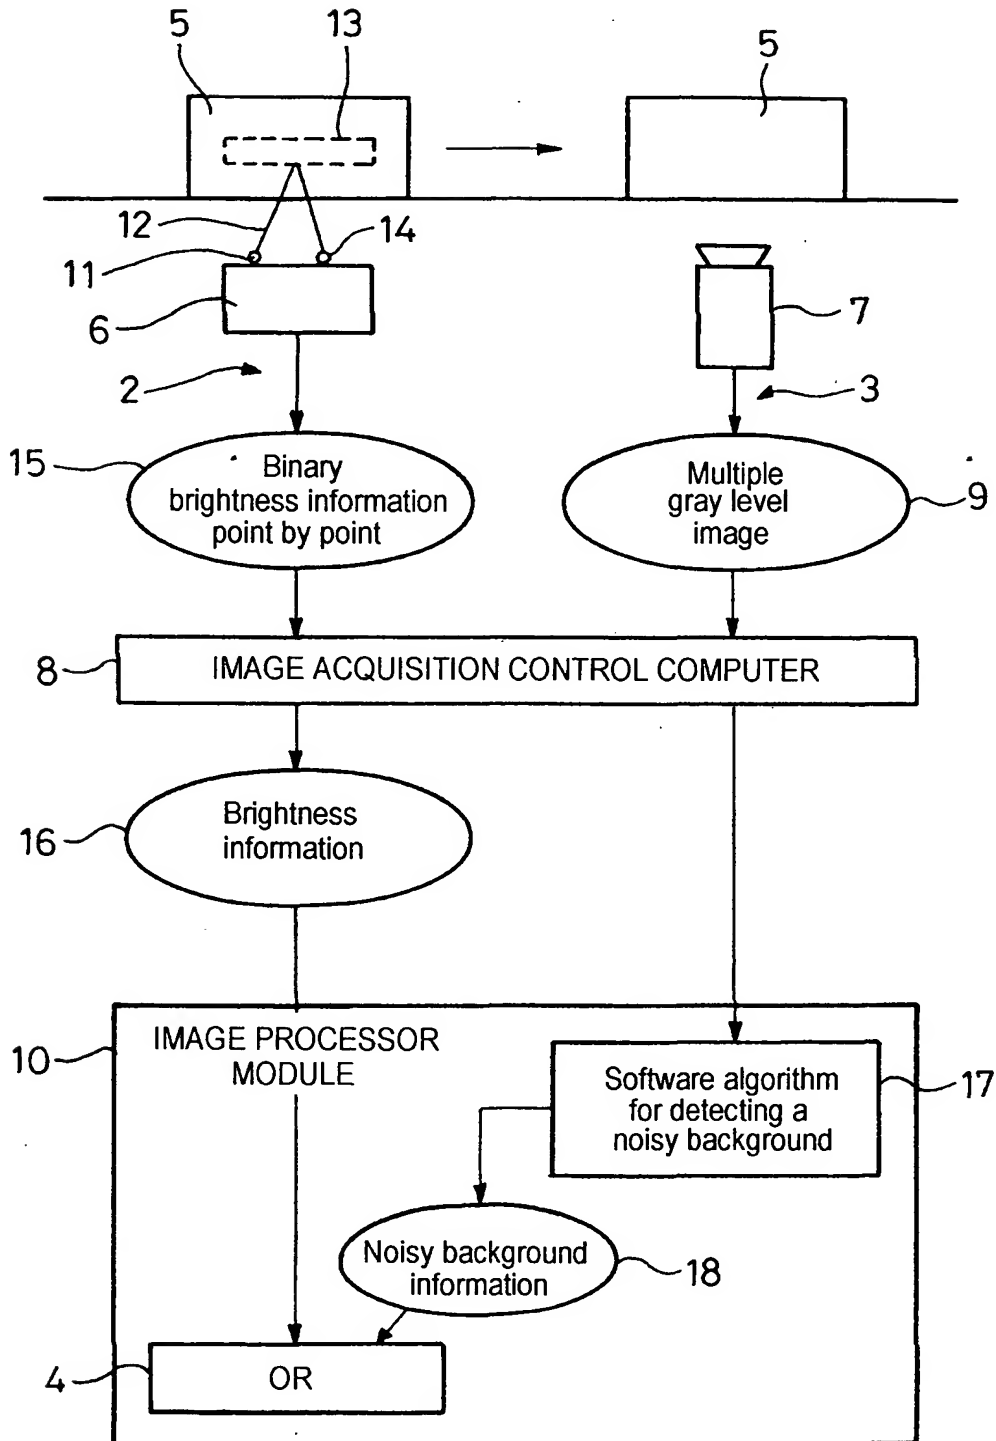 5
13
5
12
14
11
6
7
2
3
15
Binary
brightness information
point by point
Multiple
gray level
image
9
8
IMAGE ACQUISITION CONTROL COMPUTER
16
Brightness
information
10
IMAGE PROCESSOR
MODULE
Software algorithm
for detecting a
noisy background
17
Noisy background
information
18
4
OR